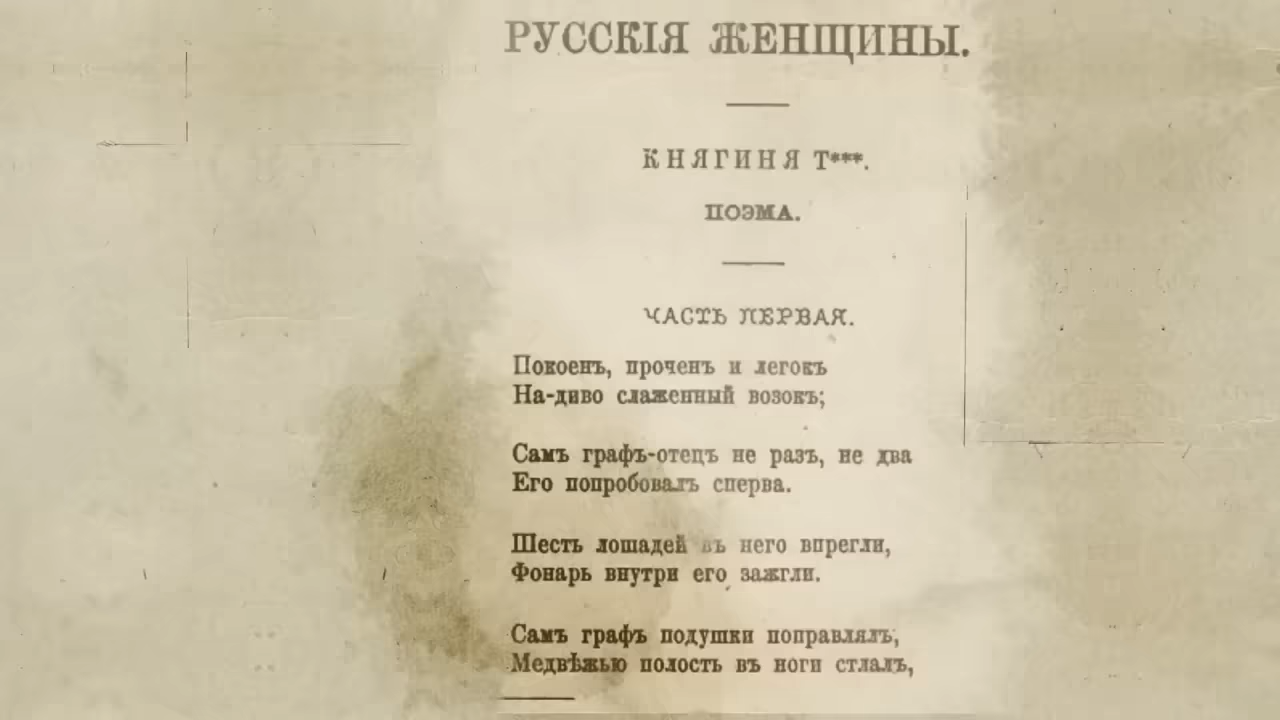 РУССКІЯ ЖЕНЩИНЫ.
КНЯГИНЯ Т***.
ПОЭМА.
ЧАСТЬ ПЕРВАЯ.
Покоенъ, проченъ и легокъ
На-диво слаженный возокъ;
Самъ графъ-отецъ не разъ, не два
Его попробовалъ сперва.
Шесть лошадей въ него впрегли,
Фонарь внутри его зажгли.
Самъ графъ подушки поправлялъ,
Медвѣжью полость въ ноги стлалъ,